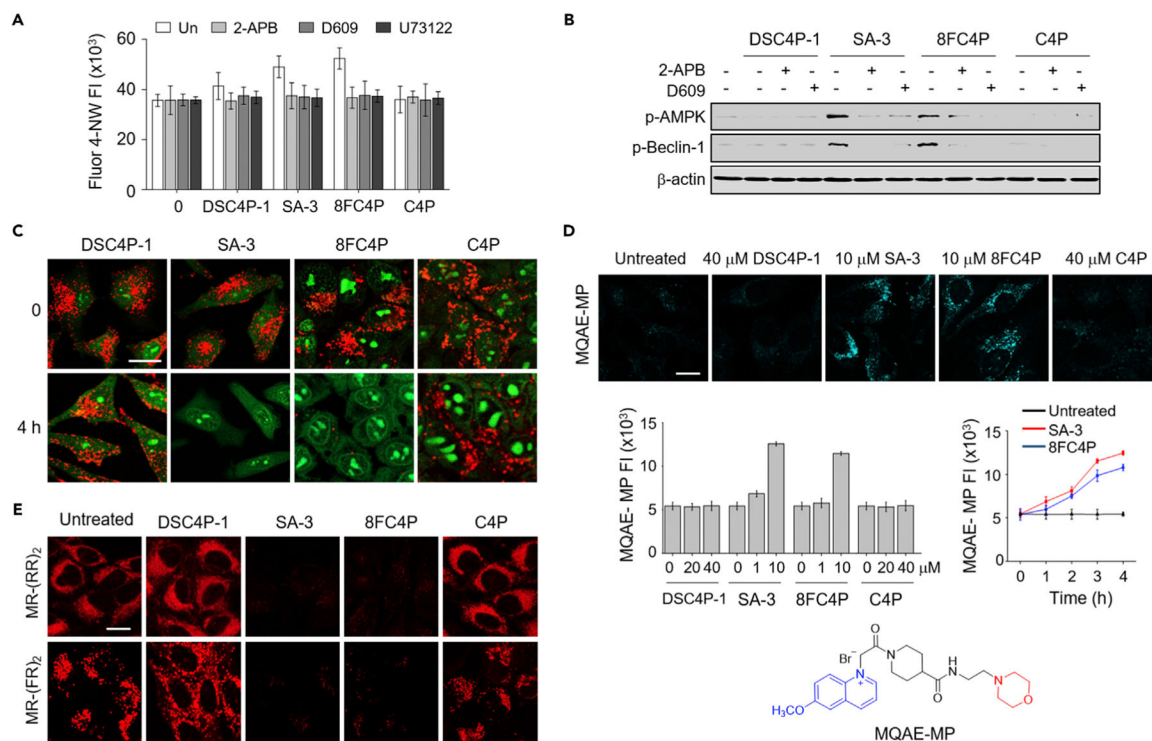 A
Un 2-APB D609 U73122
Fluor 4-NW FI (x10³)
60
40
20
0
0 DSC4P-1 SA-3 8FC4P C4P
B
DSC4P-1 SA-3 8FC4P C4P
2-APB - - + - - + - - + - - + -
D609 - - - + - - + - - + - - +
p-AMPK
p-Beclin-1
β-actin
C
DSC4P-1 SA-3 8FC4P C4P
0
4 h
D
Untreated 40 μM DSC4P-1 10 μM SA-3 10 μM 8FC4P 40 μM C4P
MQAE-MP
MQAE- MP FI (x10³)
15
10
5
0
0 20 40 0 1 10 0 1 10 0 20 40 μM
DSC4P-1 SA-3 8FC4P C4P
Untreated
SA-3
8FC4P
MQAE- MP FI (x10³)
15
10
5
0
0 1 2 3 4
Time (h)
O
Br⁻
N
N
+
H
N
N
O
O
H₃CO
MQAE-MP
E
Untreated DSC4P-1 SA-3 8FC4P C4P
MR-(RR)₂
MR-(FR)₂